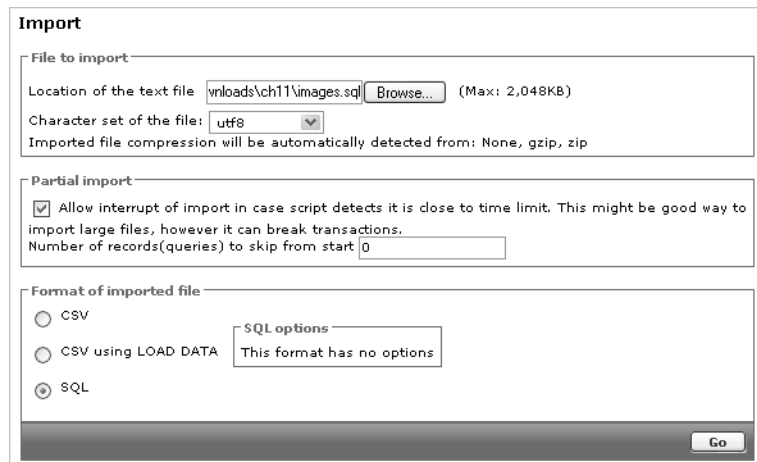 Import
File to import
Location of the text file wnloads\ch11\images.sql Browse... (Max: 2,048KB)
Character set of the file: utf8
Imported file compression will be automatically detected from: None, gzip, zip
Partial import
Allow interrupt of import in case script detects it is close to time limit. This might be good way to
import large files, however it can break transactions.
Number of records(queries) to skip from start 0
Format of imported file
CSV
SQL options
CSV using LOAD DATA This format has no options
SQL
Go